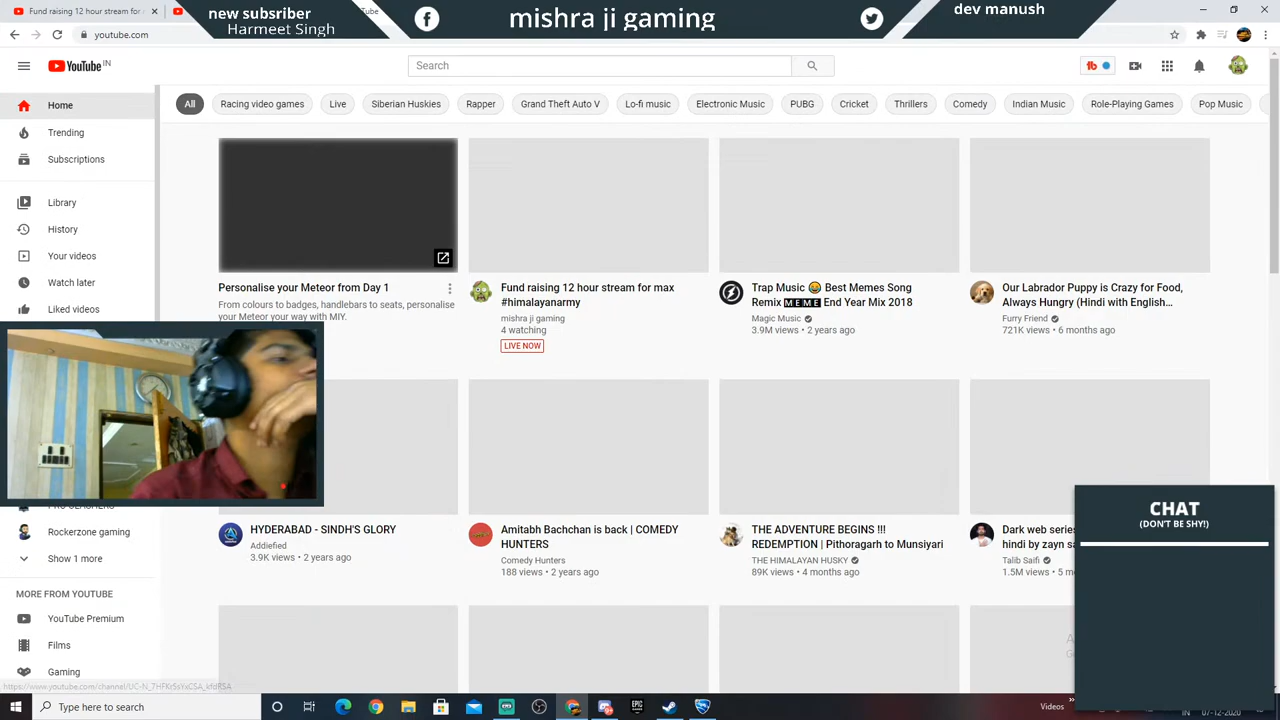 Fund raising 12 hour stream for
new subsriber
Harmeet Singh
mishra ji gaming
dev manush
youtube.com
YouTube IN
Search
All
Racing video games
Live
Siberian Huskies
Rapper
Grand Theft Auto V
Lo-fi music
Electronic Music
PUBG
Cricket
Thrillers
Comedy
Indian Music
Role-Playing Games
Pop Music
Home
Trending
Subscriptions
Library
History
Your videos
Watch later
Liked videos
Rockerzone gaming
Show 1 more
MORE FROM YOUTUBE
YouTube Premium
Films
Gaming
Personalise your Meteor from Day 1
From colours to badges, handlebars to seats, personalise
your Meteor your way with MIY.
Fund raising 12 hour stream for max
#himalayanarmy
mishra ji gaming
4 watching
LIVE NOW
Trap Music 😂 Best Memes Song
Remix 🅼🅴🅼🅴 End Year Mix 2018
Magic Music
3.9M views • 2 years ago
Our Labrador Puppy is Crazy for Food,
Always Hungry (Hindi with English...
Furry Friend
721K views • 6 months ago
HYDERABAD - SINDH'S GLORY
Addiefied
3.9K views • 2 years ago
Amitabh Bachchan is back | COMEDY
HUNTERS
Comedy Hunters
188 views • 2 years ago
THE ADVENTURE BEGINS !!!
REDEMPTION | Pithoragarh to Munsiyari
THE HIMALAYAN HUSKY
89K views • 4 months ago
Dark web series
hindi by zayn sa
Talib Saifi
1.5M views • 5 m
CHAT
(DON'T BE SHY!)
Type here to search
EPIC
GAMES
Videos
IN
07-12-2020